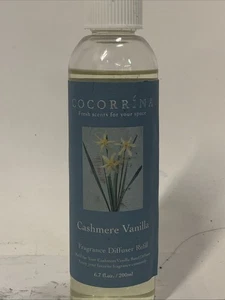 COCORRÍNA
Fresh scents for your space
Cashmere Vanilla
Fragrance Diffuser Refill
6.7 fl.oz. / 200ml